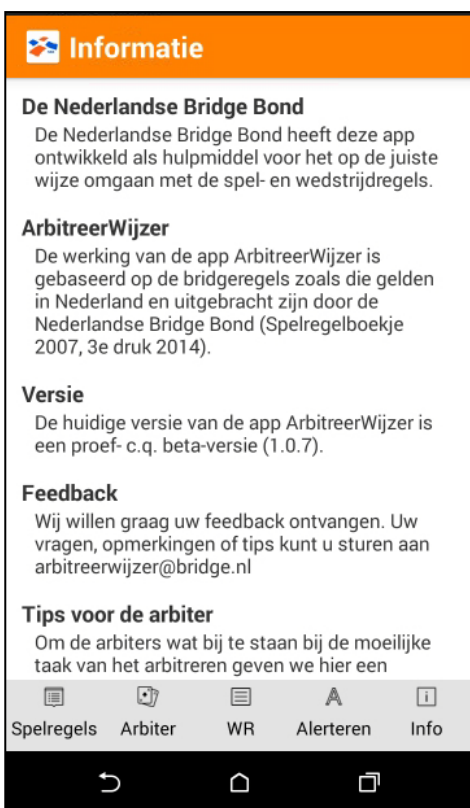 Informatie
De Nederlandse Bridge Bond
De Nederlandse Bridge Bond heeft deze app
ontwikkeld als hulpmiddel voor het op de juiste
wijze omgaan met de spel- en wedstrijdregels.
ArbitreerWijzer
De werking van de app ArbitreerWijzer is
gebaseerd op de bridgeregels zoals die gelden
in Nederland en uitgebracht zijn door de
Nederlandse Bridge Bond (Spelregelboekje
2007, 3e druk 2014).
Versie
De huidige versie van de app ArbitreerWijzer is
een proef- c.q. beta-versie (1.0.7).
Feedback
Wij willen graag uw feedback ontvangen. Uw
vragen, opmerkingen of tips kunt u sturen aan
arbitreerwijzer@bridge.nl
Tips voor de arbiter
Om de arbiters wat bij te staan bij de moeilijke
taak van het arbitreren geven we hier een
Spelregels Arbiter WR Alerteren Info